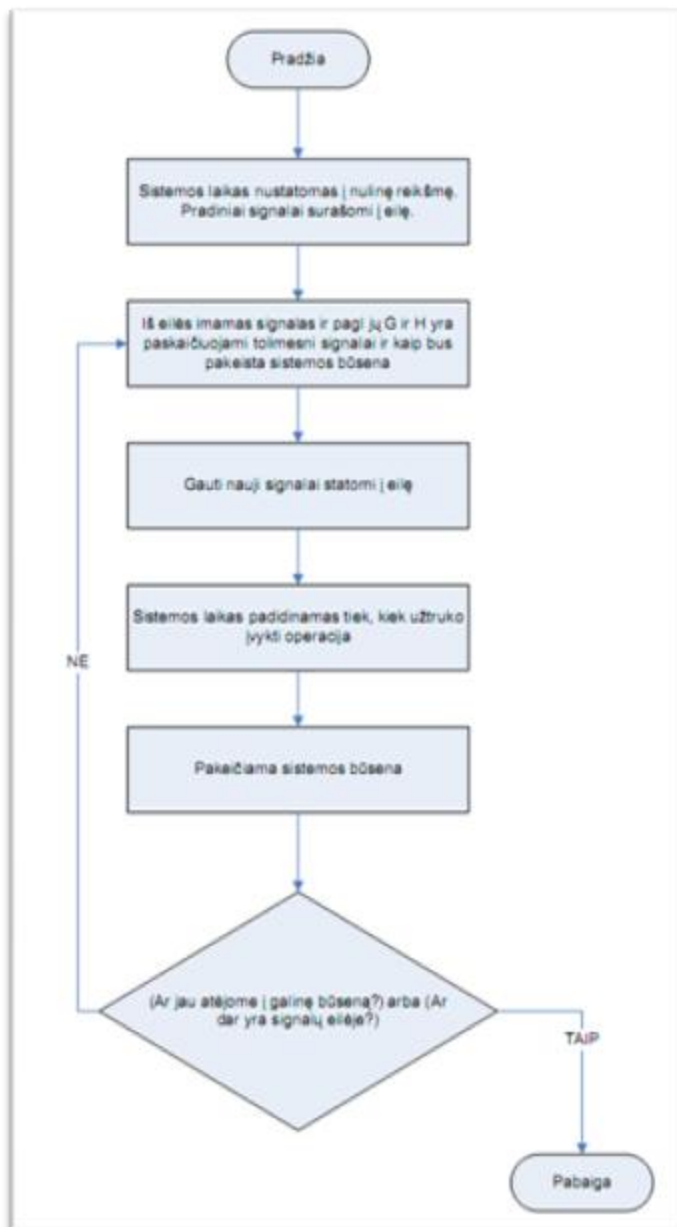 Pradžia
Sistemos laikas nustatomas į nulinę reikšmę.
Pradiniai signalai surašomi į eilę.
Iš eilės imamas signalas ir pagl jų G ir H yra
paskaičiuojami tolimesni signalai ir kaip bus
pakeista sistemos būsena
Gauti nauji signalai statomi į eilę
Sistemos laikas padidinamas tiek, kiek užtruko
įvykti operacija
NE
Pakeičiama sistemos būsena
(Ar jau atėjome į galinę būseną?) arba (Ar
dar yra signalų eilėje?)
TAIP
Pabaiga